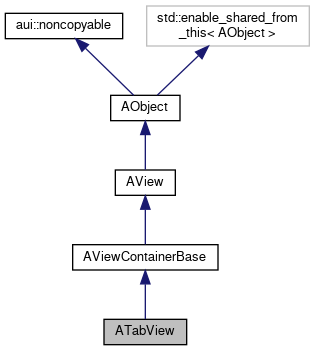 aui::noncopyable
std::enable_shared_from
_this< AObject >
AObject
AView
AViewContainerBase
ATabView